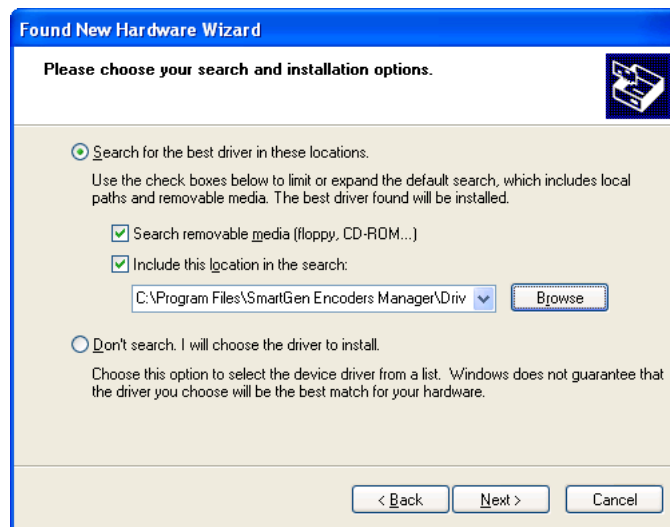 Found New Hardware Wizard
Please choose your search and installation options.
Search for the best driver in these locations.
Use the check boxes below to limit or expand the default search, which includes local
paths and removable media. The best driver found will be installed.
Search removable media (floppy, CD-ROM...)
Include this location in the search:
C:\Program Files\SmartGen Encoders Manager\Driv
Browse
Don't search. I will choose the driver to install.
Choose this option to select the device driver from a list. Windows does not guarantee that
the driver you choose will be the best match for your hardware.
< Back
Next >
Cancel